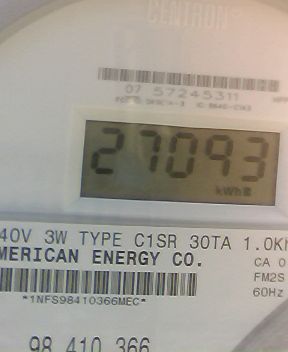 CENTRON®
07 57245311
27093
kWh
40V 3W TYPE C1SR 30TA 1.0Kh
MERICAN ENERGY CO.
CA 0
FM2S
60Hz
*1NFS98410366MEC*
98 410 366